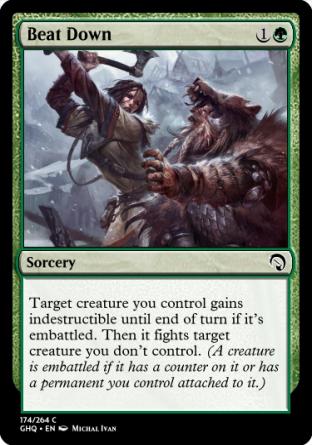 Beat Down 1
Sorcery
Target creature you control gains
indestructible until end of turn if it's
embattled. Then it fights target
creature you don't control. (A creature
is embattled if it has a counter on it or has
a permanent you control attached to it.)
174/264 C
GHQ • EN Michal Ivan